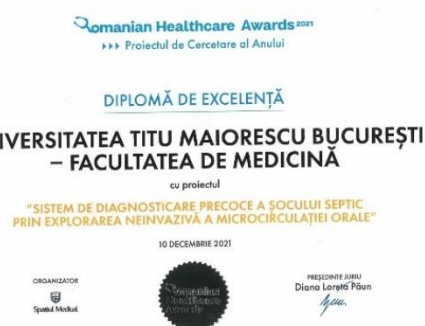 Romanian Healthcare Awards 2021
▸▸▸ Proiectul de Cercetare al Anului
DIPLOMĂ DE EXCELENȚĂ
IVERSITATEA TITU MAIORESCU BUCUREȘTI
– FACULTATEA DE MEDICINĂ
cu proiectul
"SISTEM DE DIAGNOSTICARE PRECOCE A ȘOCULUI SEPTIC
PRIN EXPLORAREA NEINVAZIVĂ A MICROCIRCULAȚIEI ORALE"
10 DECEMBRIE 2021
ORGANIZATOR
Spațiul Medical
Romanian
Healthcare
Awards
PREȘEDINTE JURIU
Diana Loreta Păun